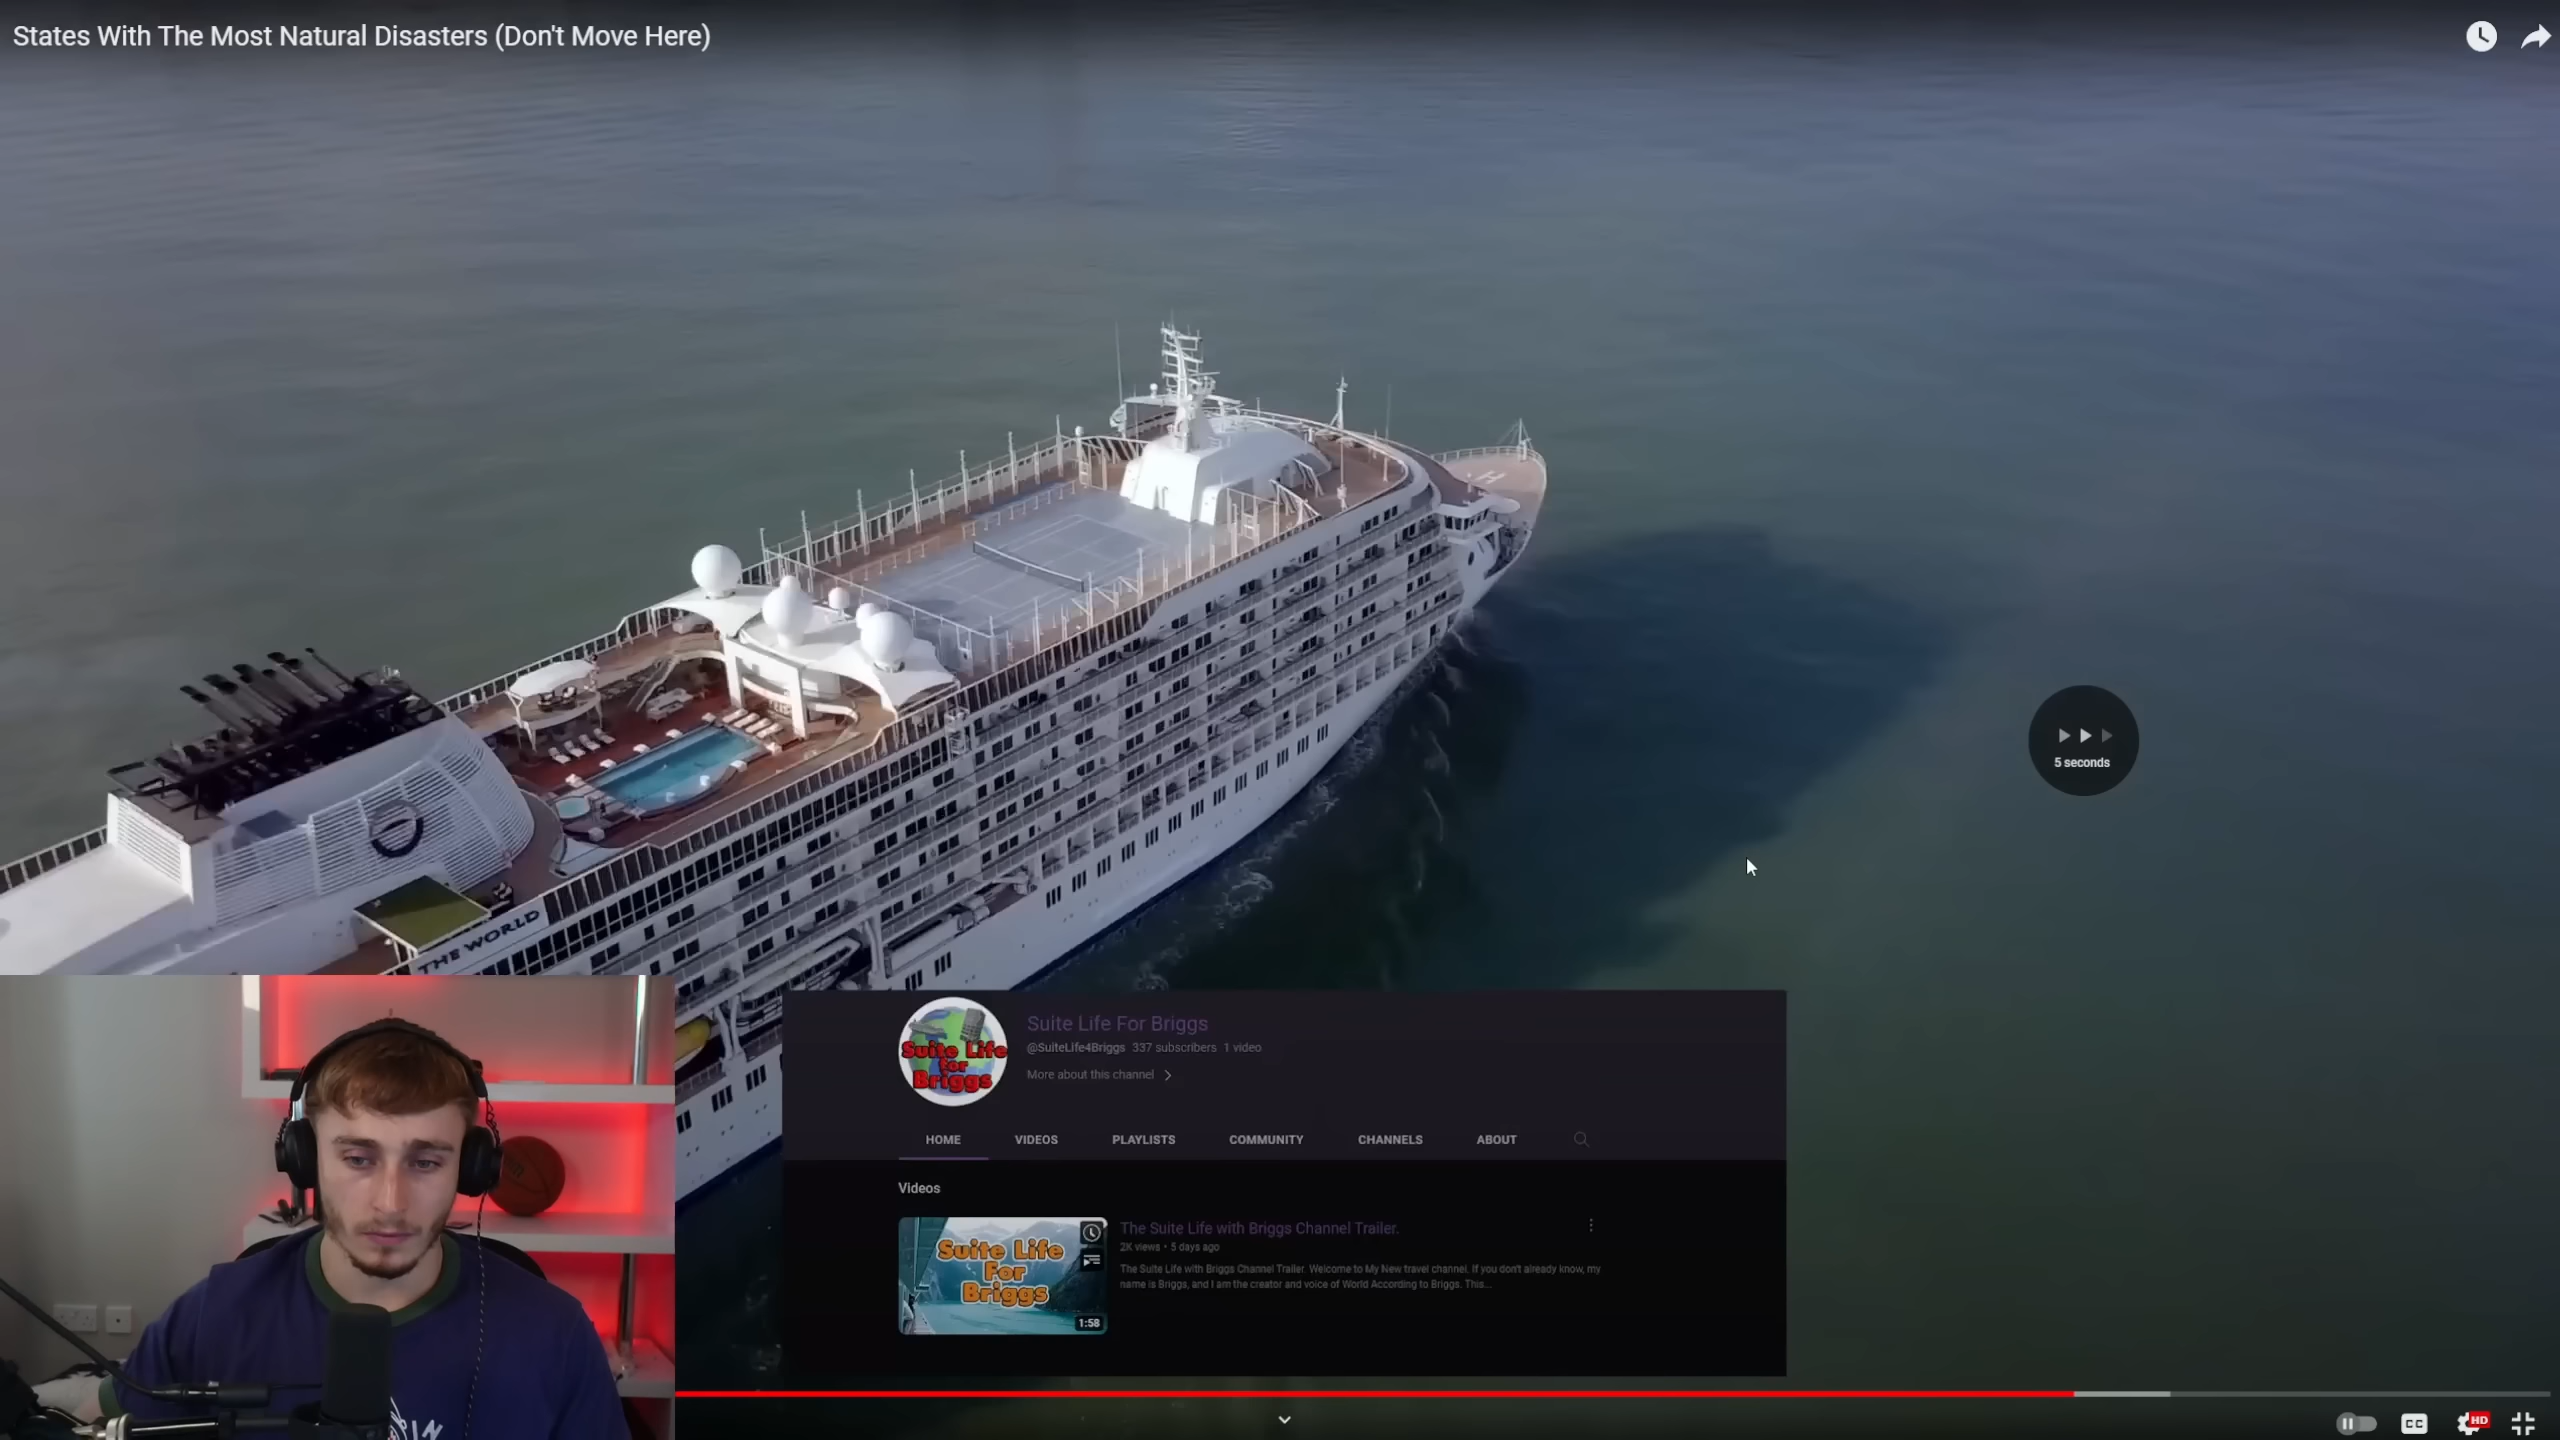 States With The Most Natural Disasters (Don't Move Here)
H
5 seconds
THE WORLD
Suite Life For Briggs
Suite Life For Briggs
@SuiteLife4Briggs 337 subscribers 1 video
More about this channel
HOME VIDEOS PLAYLISTS COMMUNITY CHANNELS ABOUT
Videos
Suite Life
For
Briggs
1:58
The Suite Life with Briggs Channel Trailer.
2K views • 5 days ago
The Suite Life with Briggs Channel Trailer. Welcome to My New travel channel. If you don't already know, my
name is Briggs, and I am the creator and voice of World According to Briggs. This...
CC
HD